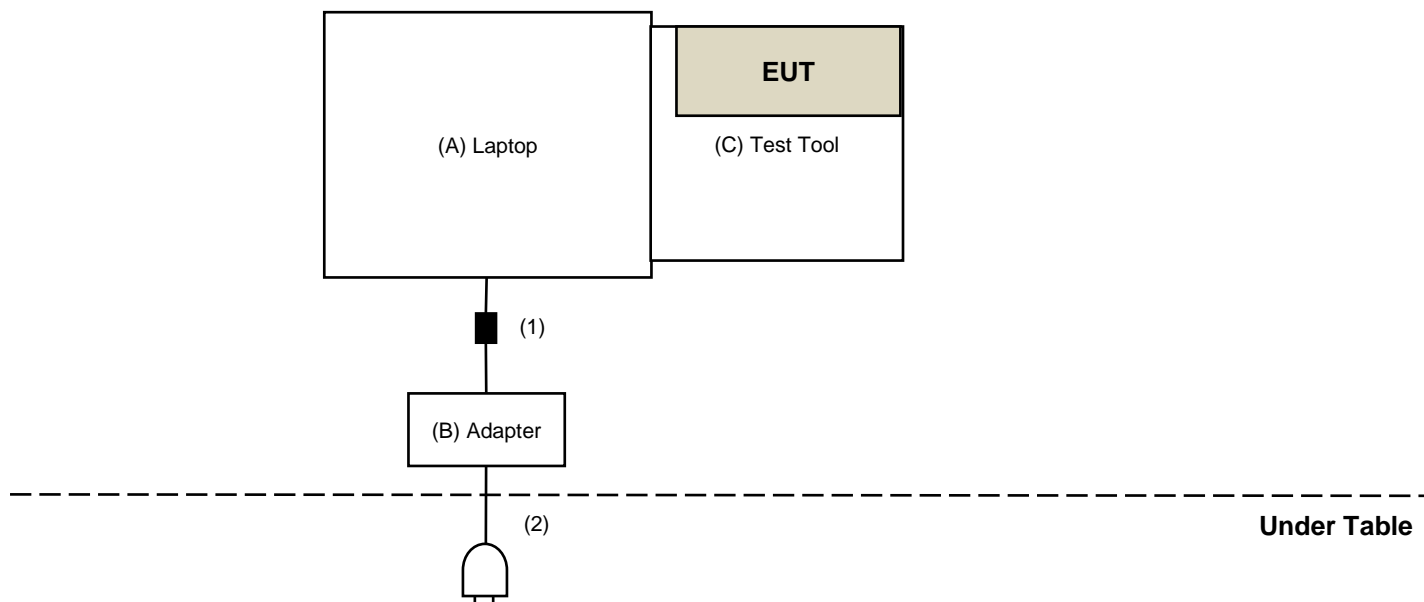 EUT
(A) Laptop
(C) Test Tool
(1)
(B) Adapter
(2)
Under Table